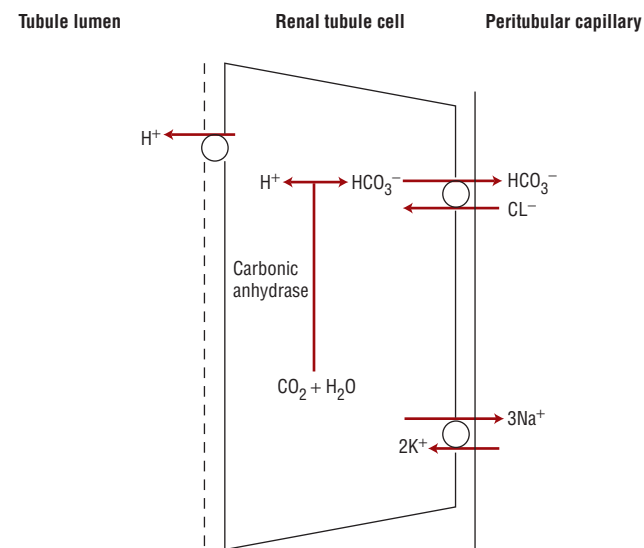 Tubule lumen
Renal tubule cell
Peritubular capillary
H⁺
H⁺
HCO₃⁻
HCO₃⁻
CL⁻
Carbonic
anhydrase
CO₂ + H₂O
3Na⁺
2K⁺